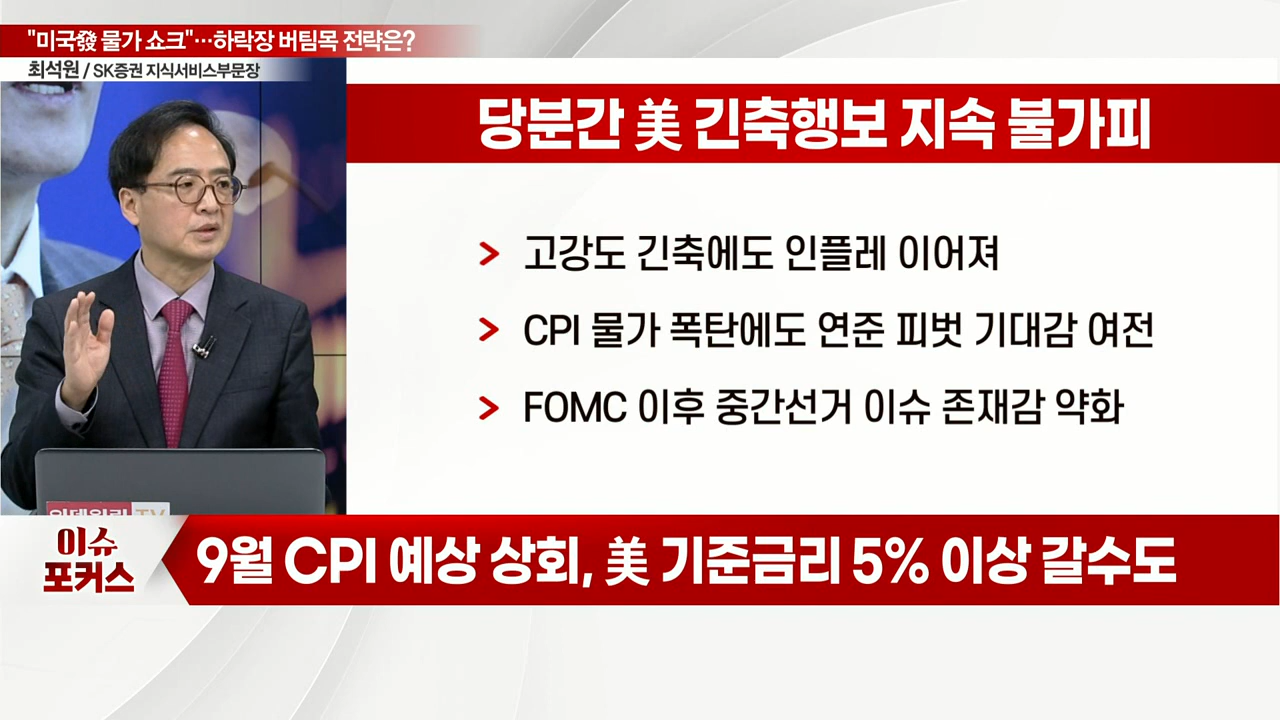 "미국發 물가 쇼크"…하락장 버팀목 전략은?
최석원 / SK증권 지식서비스부문장
당분간 美 긴축행보 지속 불가피
> 고강도 긴축에도 인플레 이어져
> CPI 물가 폭탄에도 연준 피벗 기대감 여전
> FOMC 이후 중간선거 이슈 존재감 약화
이슈
포커스
9월 CPI 예상 상회, 美 기준금리 5% 이상 갈수도